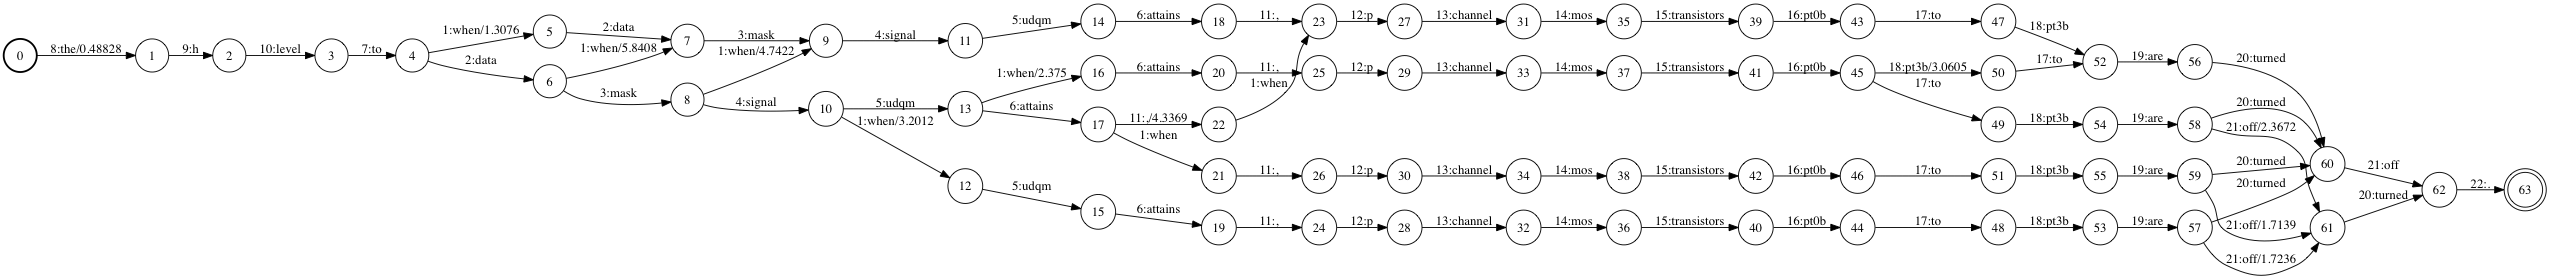 0 8:the/0.48828 1 9:h 2 10:level 3 7:to 4
1:when/1.3076 5 2:data 7 3:mask 9 4:signal 11 5:udqm 14 6:attains 18 11:, 23 12:p 27 13:channel 31 14:mos 35 15:transistors 39 16:pt0b 43 17:to 47 18:pt3b 52 19:are 56 20:turned
2:data 6 1:when/5.8408 3:mask 8 1:when/4.7422 4:signal 10 5:udqm 13 1:when/2.375 16 6:attains 20 11:, 25 12:p 29 13:channel 33 14:mos 37 15:transistors 41 16:pt0b 45 18:pt3b/3.0605 50 17:to
17:to 49 18:pt3b 54 19:are 58 20:turned 21:off/2.3672
6:attains 17 11:,/4.3369 22 1:when
1:when 21 11:, 26 12:p 30 13:channel 34 14:mos 38 15:transistors 42 16:pt0b 46 17:to 51 18:pt3b 55 19:are 59 20:turned 60 21:off
21:off/1.7139
1:when/3.2012 12 5:udqm 15 6:attains 19 11:, 24 12:p 28 13:channel 32 14:mos 36 15:transistors 40 16:pt0b 44 17:to 48 18:pt3b 53 19:are 57 20:turned
21:off/1.7236 61 20:turned 62 22:. 63